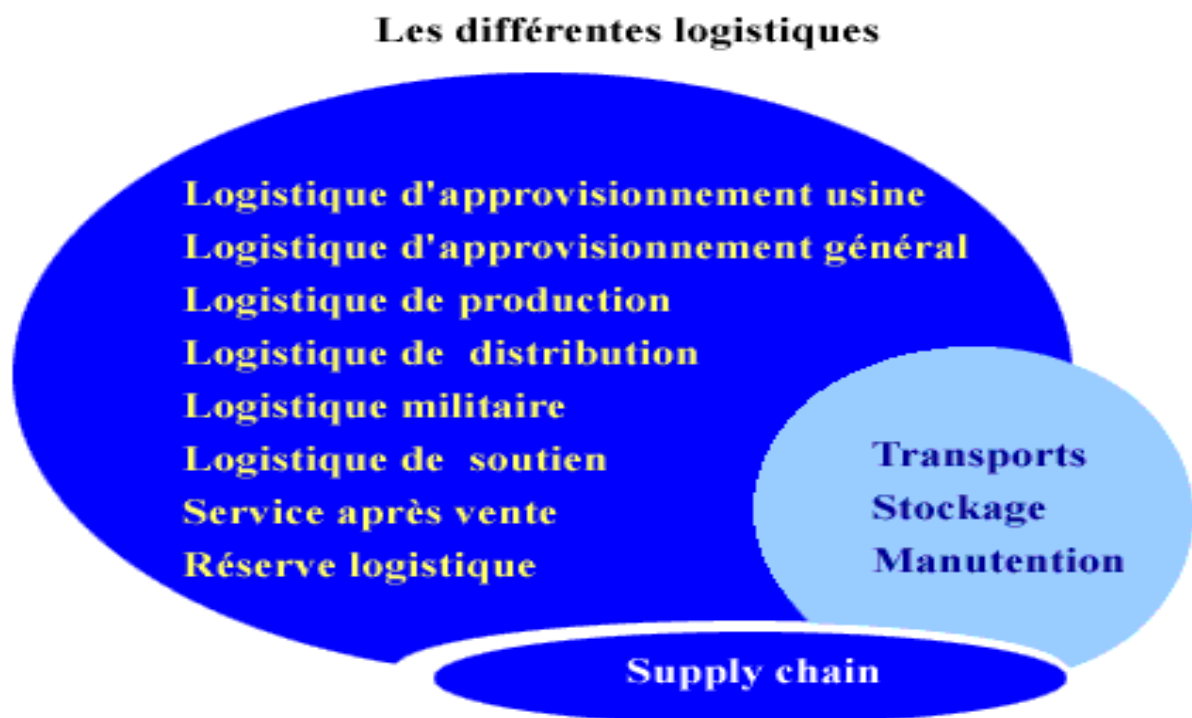 Les différentes logistiques
Logistique d'approvisionnement usine
Logistique d'approvisionnement général
Logistique de production
Logistique de distribution
Logistique militaire
Logistique de soutien
Service après vente
Réserve logistique
Transports
Stockage
Manutention
Supply chain